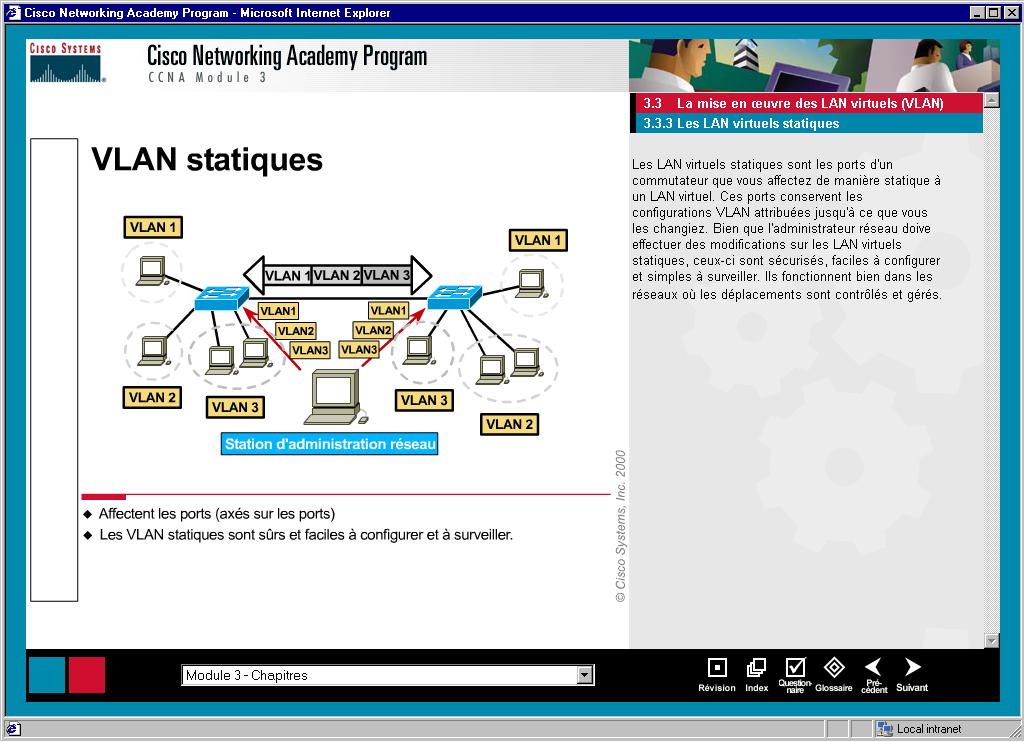 Cisco Networking Academy Program - Microsoft Internet Explorer
CISCO SYSTEMS
Cisco Networking Academy Program
CCNA Module 3
3.3 La mise en œuvre des LAN virtuels (VLAN)
3.3.3 Les LAN virtuels statiques
VLAN statiques
VLAN 1
VLAN 1
VLAN 1 VLAN 2 VLAN 3
VLAN1
VLAN1
VLAN2
VLAN2
VLAN3
VLAN3
VLAN 2
VLAN 3
VLAN 3
VLAN 2
Station d'administration réseau
Affectent les ports (axés sur les ports)
Les VLAN statiques sont sûrs et faciles à configurer et à surveiller.
© Cisco Systems, Inc. 2000
Les LAN virtuels statiques sont les ports d'un
commutateur que vous affectez de manière statique à
un LAN virtuel. Ces ports conservent les
configurations VLAN attribuées jusqu'à ce que vous
les changiez. Bien que l'administrateur réseau doive
effectuer des modifications sur les LAN virtuels
statiques, ceux-ci sont sécurisés, faciles à configurer
et simples à surveiller. Ils fonctionnent bien dans les
réseaux où les déplacements sont contrôlés et gérés.
Module 3 - Chapitres
Révision
Index
Question-
naire
Glossaire
Pré-
cédent
Suivant
Local intranet